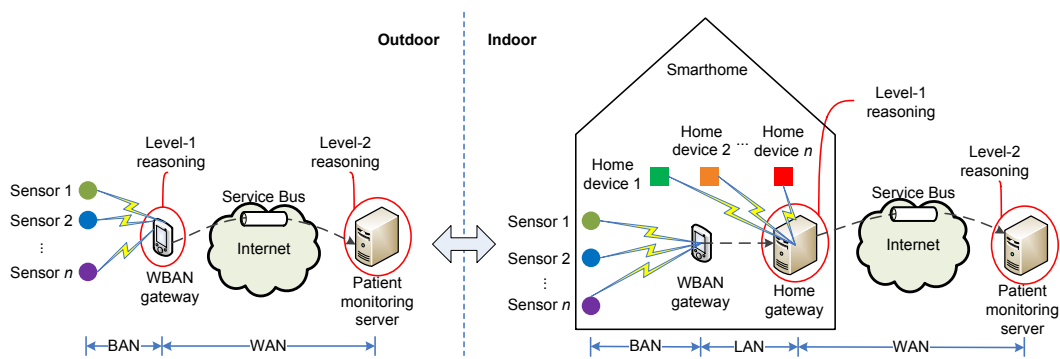 Outdoor
Indoor
Level-1
reasoning
Level-2
reasoning
Sensor 1
Sensor 2
...
Sensor n
Service Bus
Internet
WBAN
gateway
Patient
monitoring
server
BAN
WAN
Smarthome
Level-1
reasoning
Home
device 1
Home
device 2
...
Home
device n
Level-2
reasoning
Sensor 1
Sensor 2
...
Sensor n
Service Bus
Internet
WBAN
gateway
Home
gateway
Patient
monitoring
server
BAN
LAN
WAN